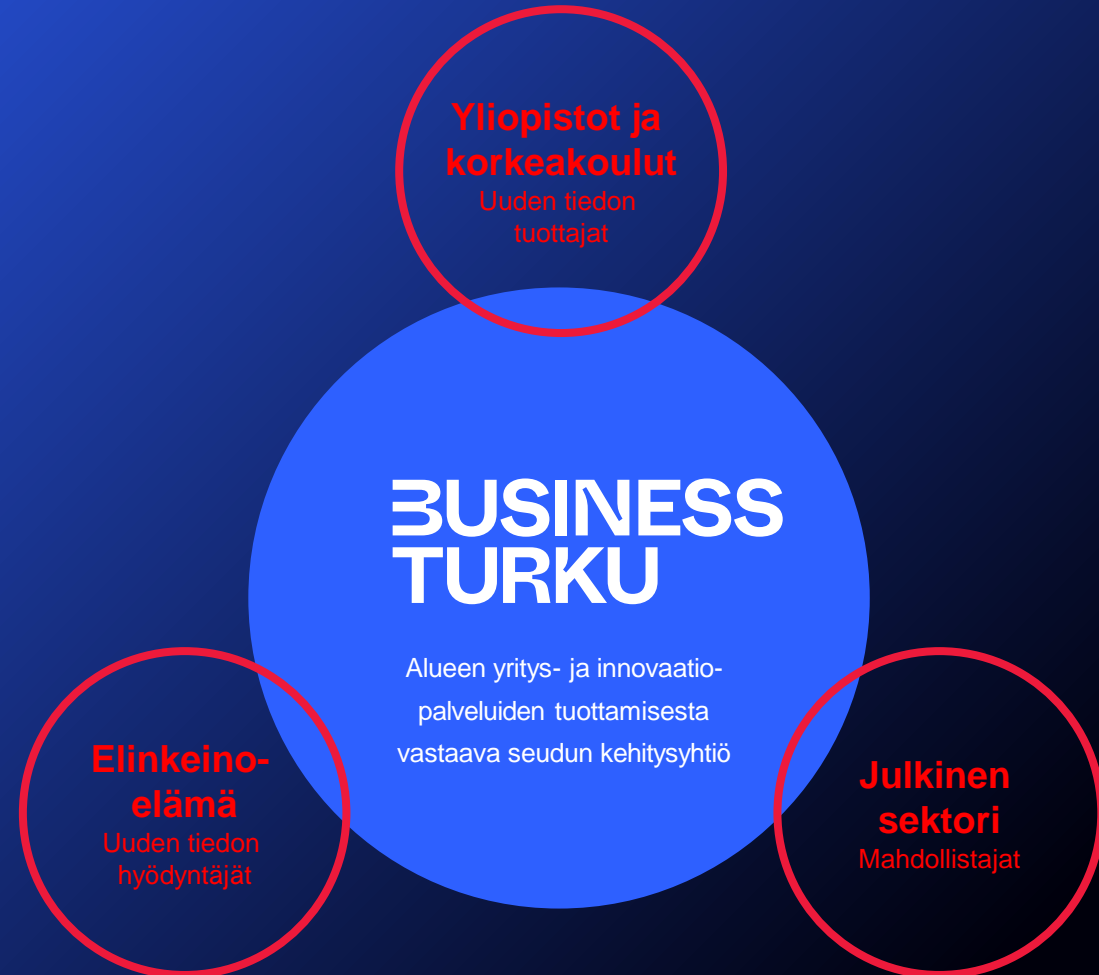 Yliopistot ja
korkeakoulut
Uuden tiedon
tuottajat
BUSINESS
TURKU
Alueen yritys- ja innovaatio-
palveluiden tuottamisesta
vastaava seudun kehitysyhtiö
Elinkeino-
elämä
Uuden tiedon
hyödyntäjät
Julkinen
sektori
Mahdollistajat